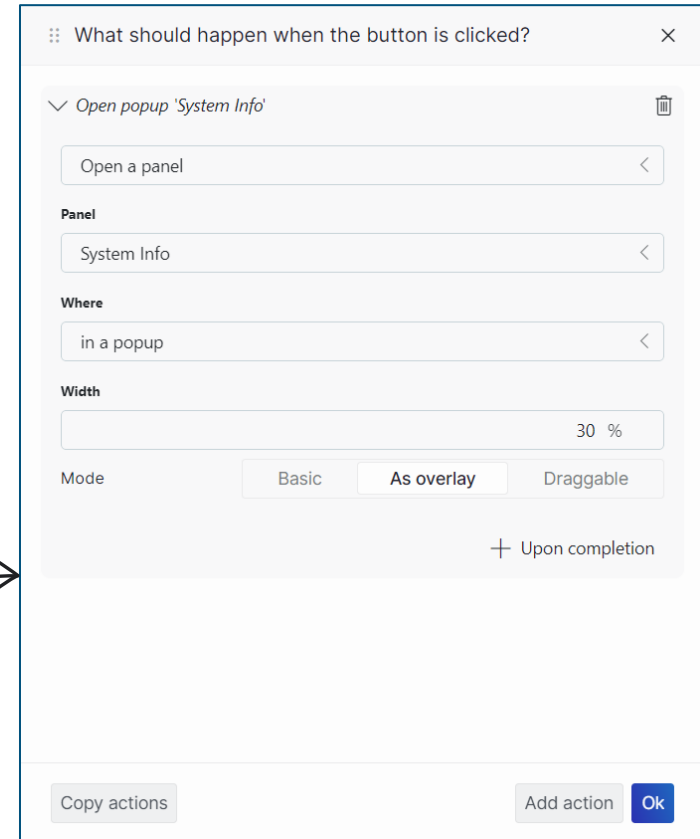 What should happen when the button is clicked?
Open popup 'System Info'
Open a panel
Panel
System Info
Where
in a popup
Width
30 %
Mode Basic As overlay Draggable
Upon completion
Copy actions Add action Ok